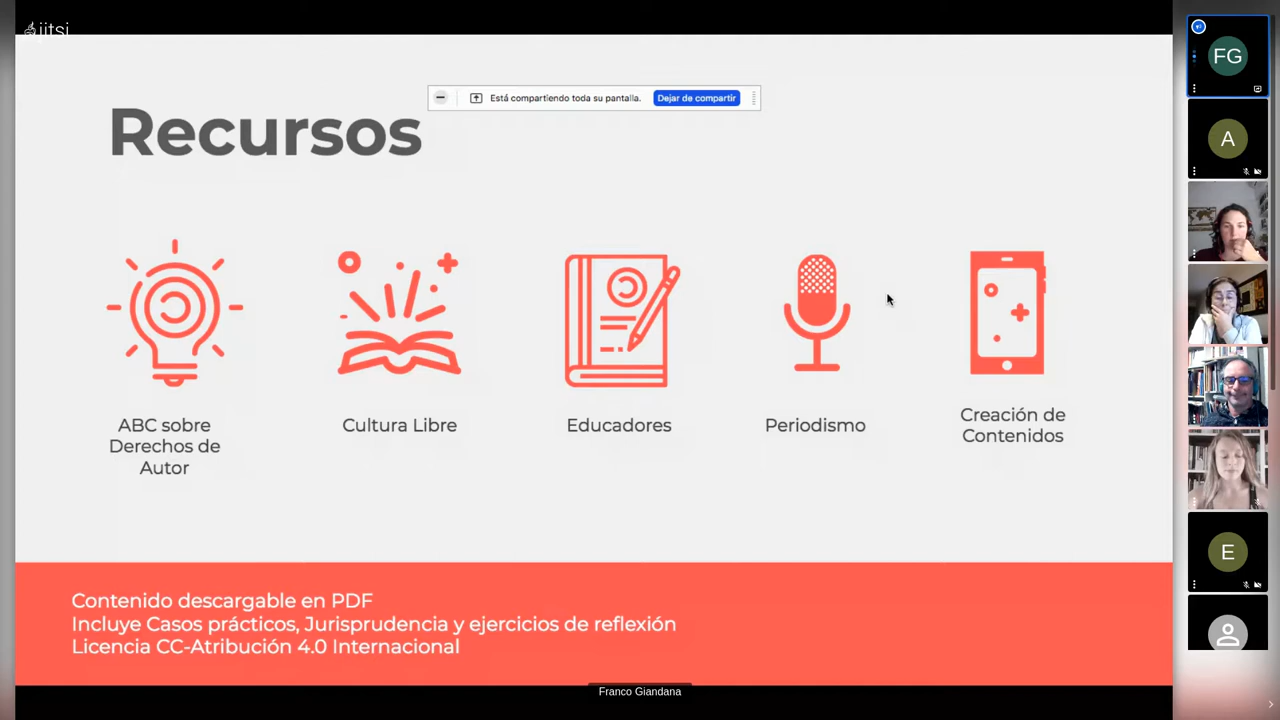 jitsi
Está compartiendo toda su pantalla. Dejar de compartir
Recursos
ABC sobre
Derechos de
Autor
Cultura Libre
Educadores
Periodismo
Creación de
Contenidos
Contenido descargable en PDF
Incluye Casos prácticos, Jurisprudencia y ejercicios de reflexión
Licencia CC-Atribución 4.0 Internacional
Franco Giandana
FG
A
E